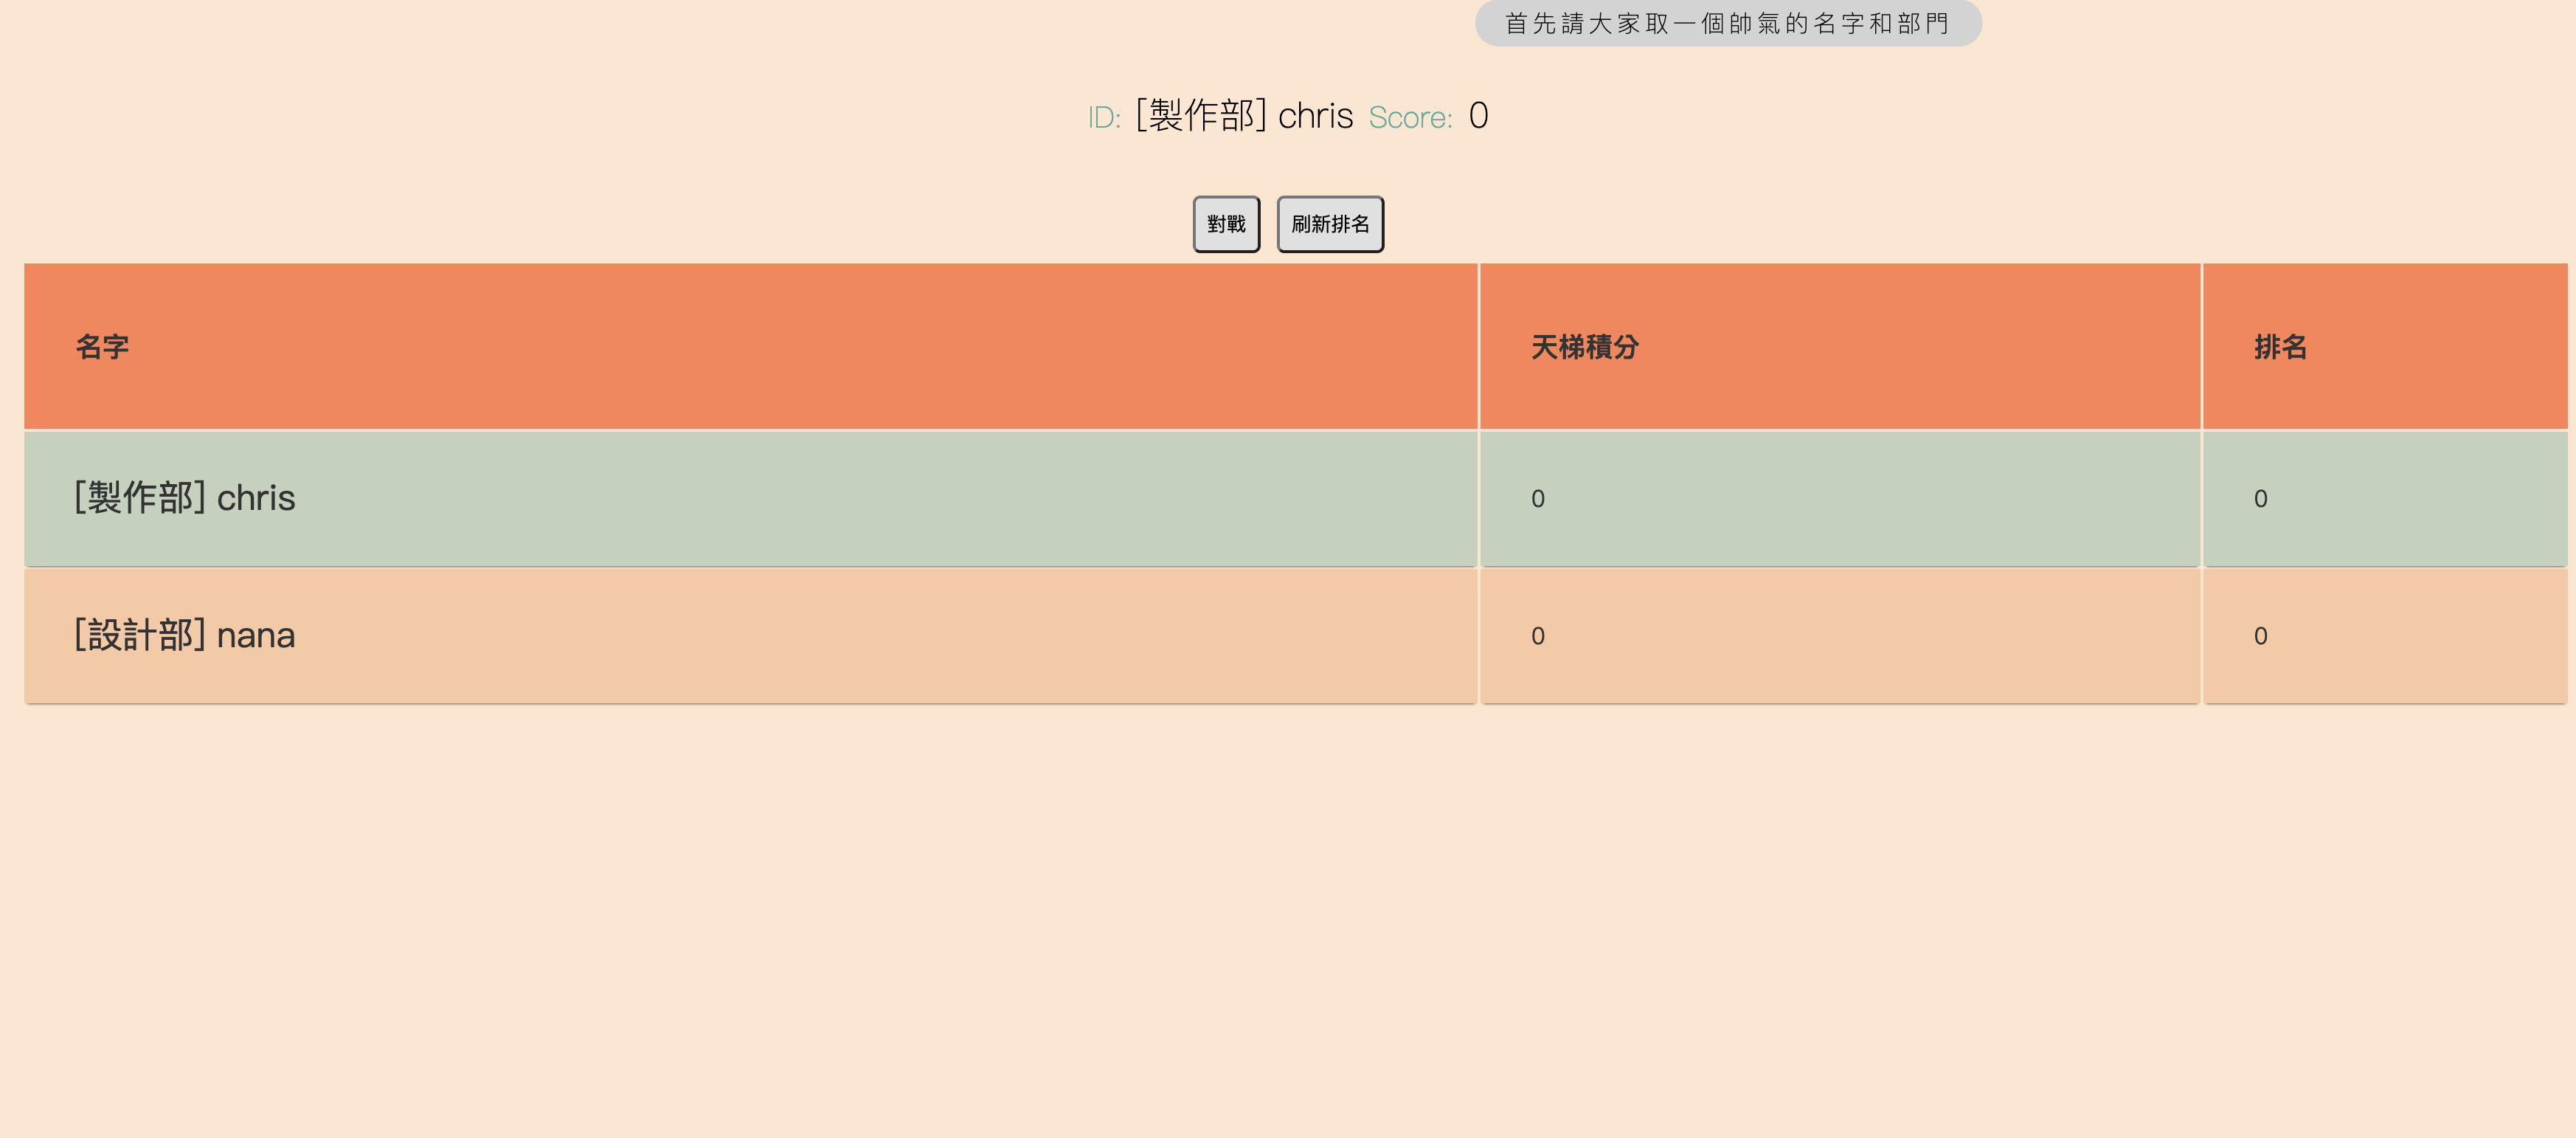 首先請大家取一個帥氣的名字和部門
ID: [製作部] chris Score: 0
對戰 刷新排名
名字 天梯積分 排名
[製作部] chris 0 0
[設計部] nana 0 0